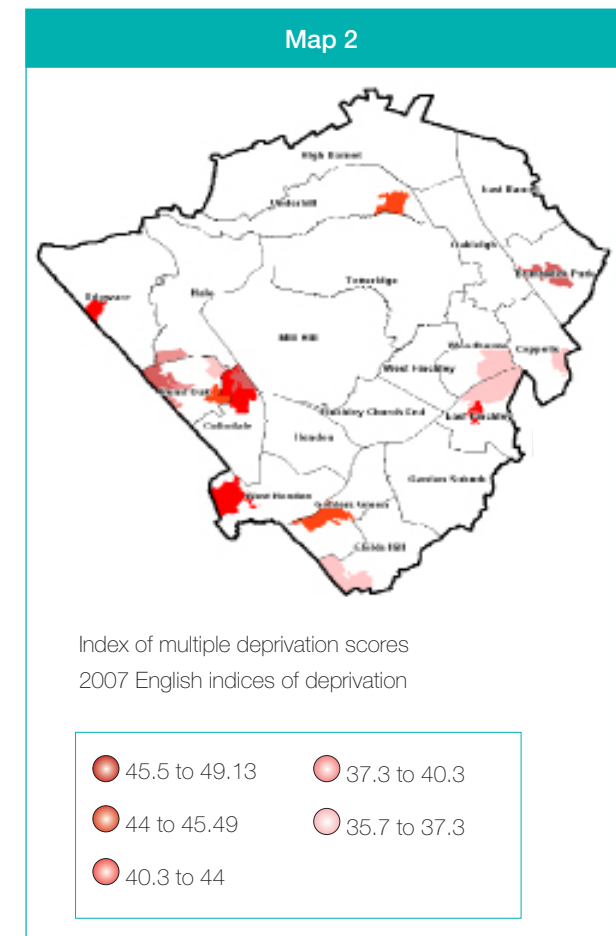 Map 2
High Barnet
East Barnet
Underhill
Oakleigh
Brunswick Park
Totteridge
Edgware
Hale
Mill Hill
Woodhouse
Coppetts
West Finchley
Burnt Oak
Finchley Church End
East Finchley
Colindale
Hendon
Garden Suburb
West Hendon
Golders Green
Childs Hill
Index of multiple deprivation scores
2007 English indices of deprivation
45.5 to 49.13
37.3 to 40.3
44 to 45.49
35.7 to 37.3
40.3 to 44